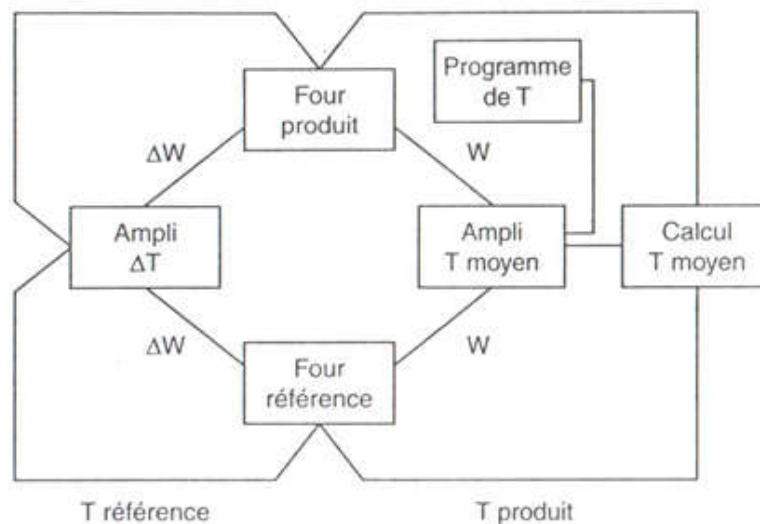 Programme
de T
Four
produit
ΔW
W
Ampli
ΔT
Ampli
T moyen
Calcul
T moyen
ΔW
W
Four
référence
T référence
T produit